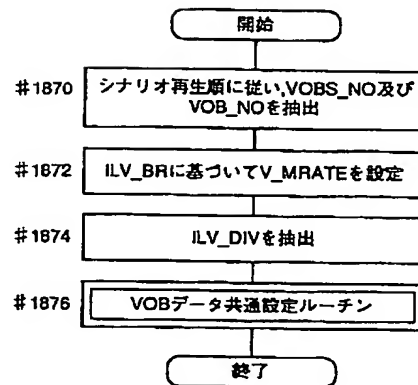 開始
#1870 シナリオ再生順に従い,VOBS_NO及び
VOB_NOを抽出
#1872 ILV_BRに基づいてV_MRATEを設定
#1874 ILV_DIVを抽出
#1876 VOBデータ共通設定ルーチン
終了